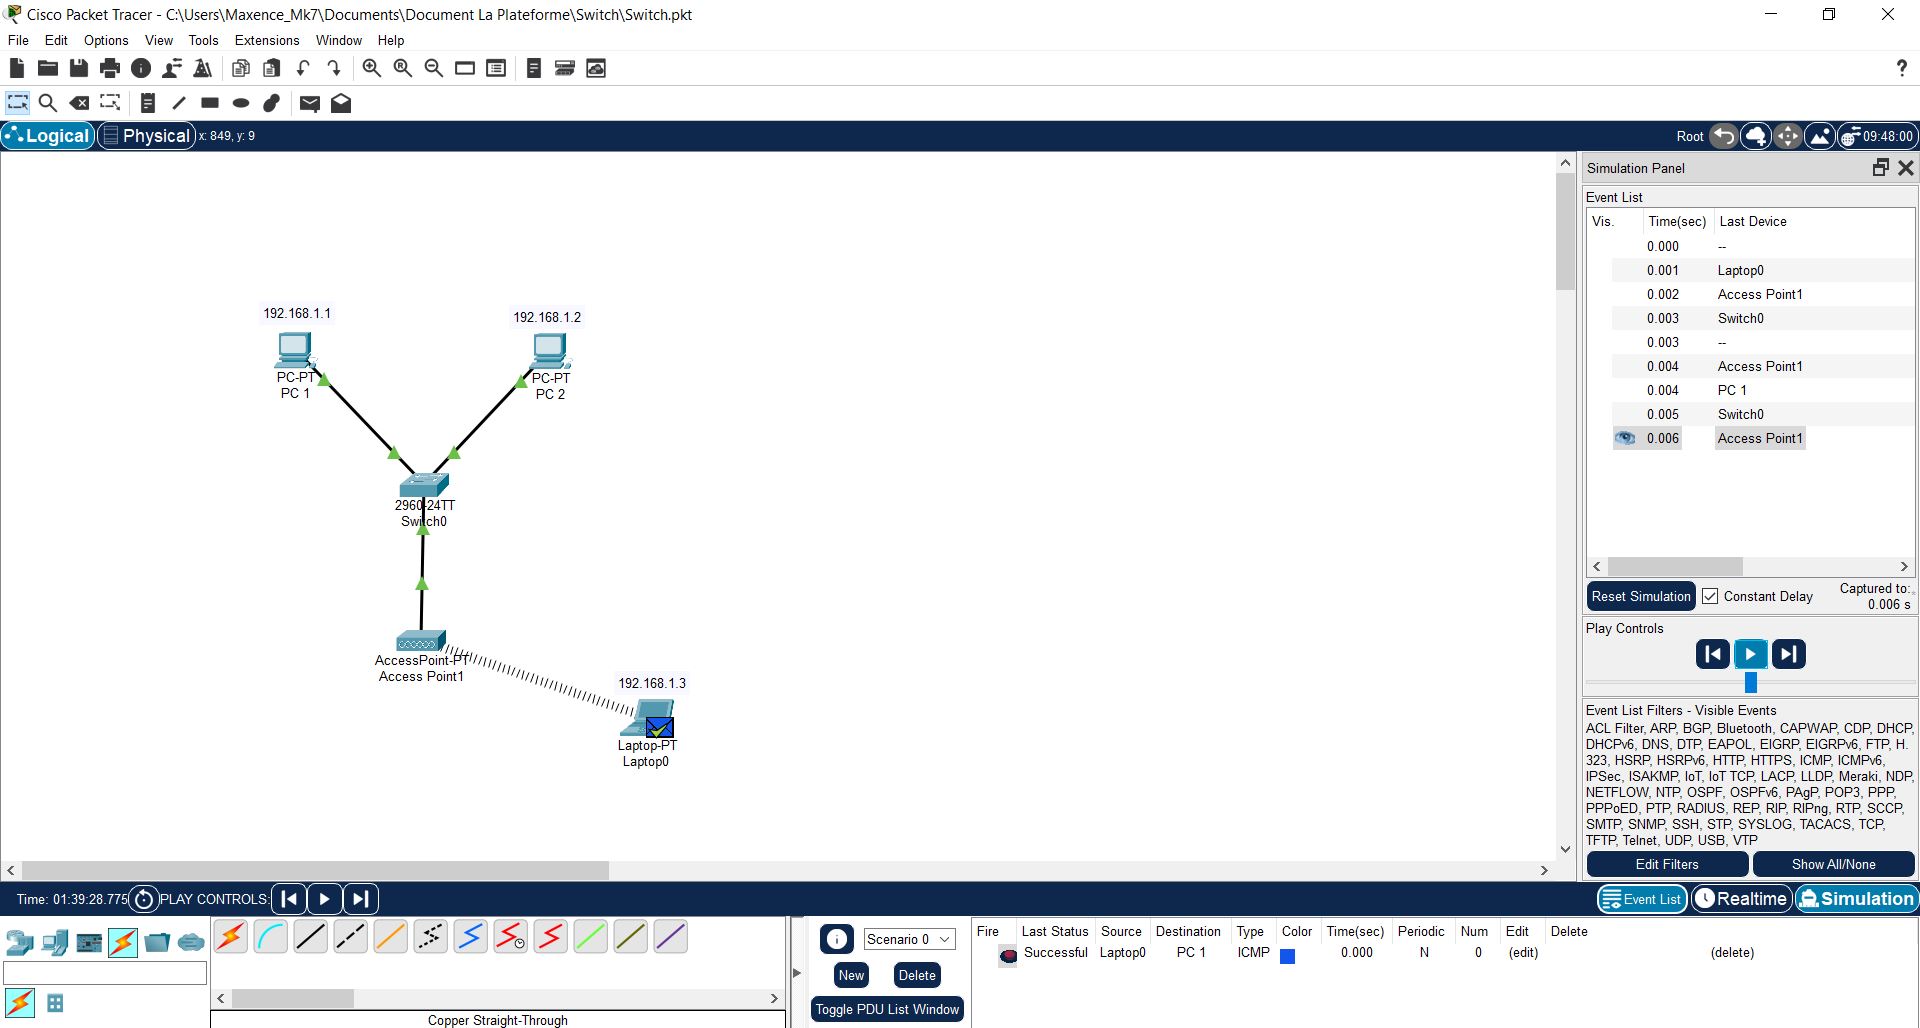 Cisco Packet Tracer - C:\Users\Maxence_Mk7\Documents\Document La Plateforme\Switch\Switch.pkt
File Edit Options View Tools Extensions Window Help
?
Logical Physical x: 849, y: 9
Root 09:48:00
192.168.1.1
PC-PT
PC 1
192.168.1.2
PC-PT
PC 2
2960-24TT
Switch0
AccessPoint-PT
Access Point1
192.168.1.3
Laptop-PT
Laptop0
Simulation Panel
Event List
Vis. Time(sec) Last Device
0.000 --
0.001 Laptop0
0.002 Access Point1
0.003 Switch0
0.003 --
0.004 Access Point1
0.004 PC 1
0.005 Switch0
0.006 Access Point1
Reset Simulation Constant Delay Captured to:
0.006 s
Play Controls
Event List Filters - Visible Events
ACL Filter, ARP, BGP, Bluetooth, CAPWAP, CDP, DHCP,
DHCPv6, DNS, DTP, EAPOL, EIGRP, EIGRPv6, FTP, H.
323, HSRP, HSRPv6, HTTP, HTTPS, ICMP, ICMPv6,
IPSec, ISAKMP, IoT, IoT TCP, LACP, LLDP, Meraki, NDP,
NETFLOW, NTP, OSPF, OSPFv6, PAgP, POP3, PPP,
PPPoED, PTP, RADIUS, REP, RIP, RIPng, RTP, SCCP,
SMTP, SNMP, SSH, STP, SYSLOG, TACACS, TCP,
TFTP, Telnet, UDP, USB, VTP
Edit Filters Show All/None
Time: 01:39:28.775 PLAY CONTROLS:
Event List Realtime Simulation
Copper Straight-Through
Scenario 0
New Delete
Toggle PDU List Window
Fire Last Status Source Destination Type Color Time(sec) Periodic Num Edit Delete
Successful Laptop0 PC 1 ICMP 0.000 N 0 (edit) (delete)